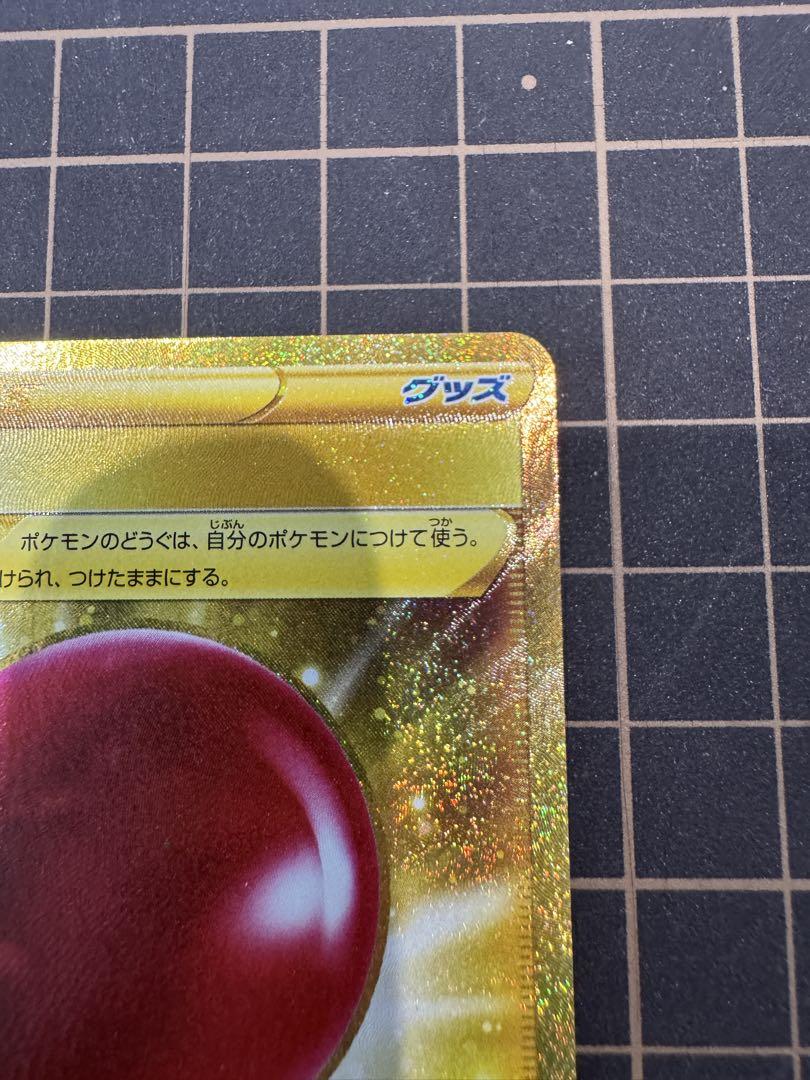 グッズ
ポケモンのどうぐは、自分のポケモンにつけて使う。
けられ、つけたままにする。